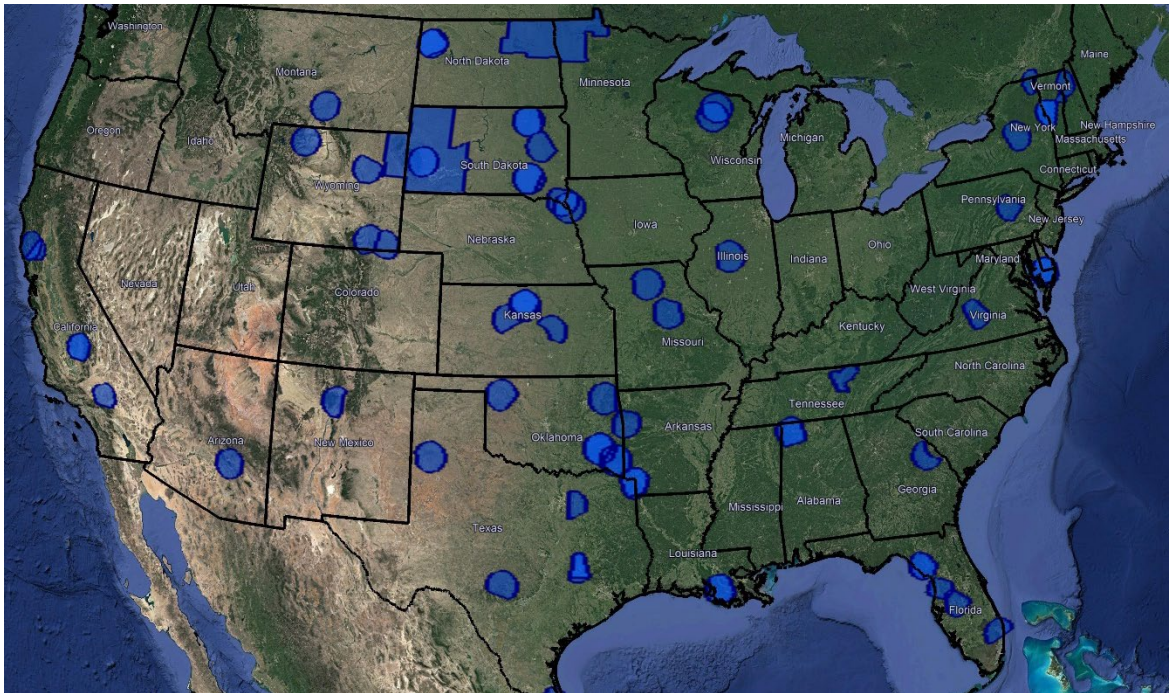 Washington
Maine
Montana
North Dakota
Minnesota
Vermont
Oregon
Idaho
South Dakota
Wisconsin
Michigan
New York
New Hampshire
Massachusetts
Wyoming
Connecticut
Nebraska
Iowa
Pennsylvania
New Jersey
Nevada
Utah
Colorado
Illinois
Indiana
Ohio
Maryland
West Virginia
California
Kansas
Missouri
Kentucky
Virginia
Arizona
New Mexico
Oklahoma
Arkansas
Tennessee
North Carolina
South Carolina
Texas
Mississippi
Alabama
Georgia
Louisiana
Florida